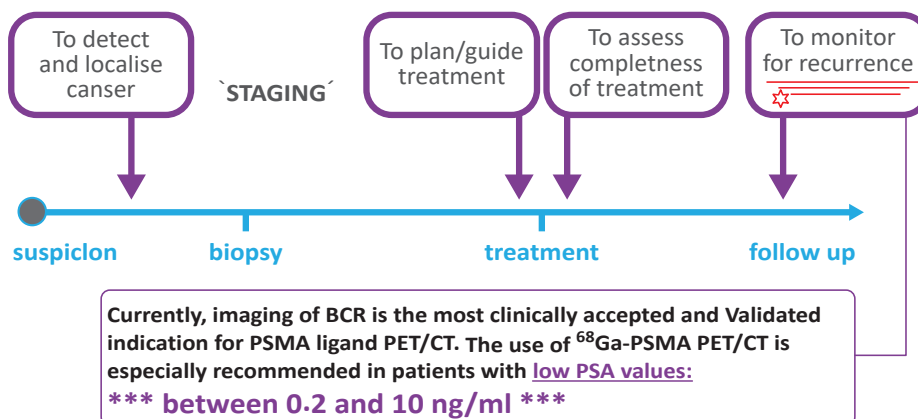 To detect
and localise
canser
`STAGING´
To plan/guide
treatment
To assess
completness
of treatment
To monitor
for recurrence
suspiclon
biopsy
treatment
follow up
Currently, imaging of BCR is the most clinically accepted and Validated
indication for PSMA ligand PET/CT. The use of ⁶⁸Ga-PSMA PET/CT is
especially recommended in patients with low PSA values:
*** between 0.2 and 10 ng/ml ***